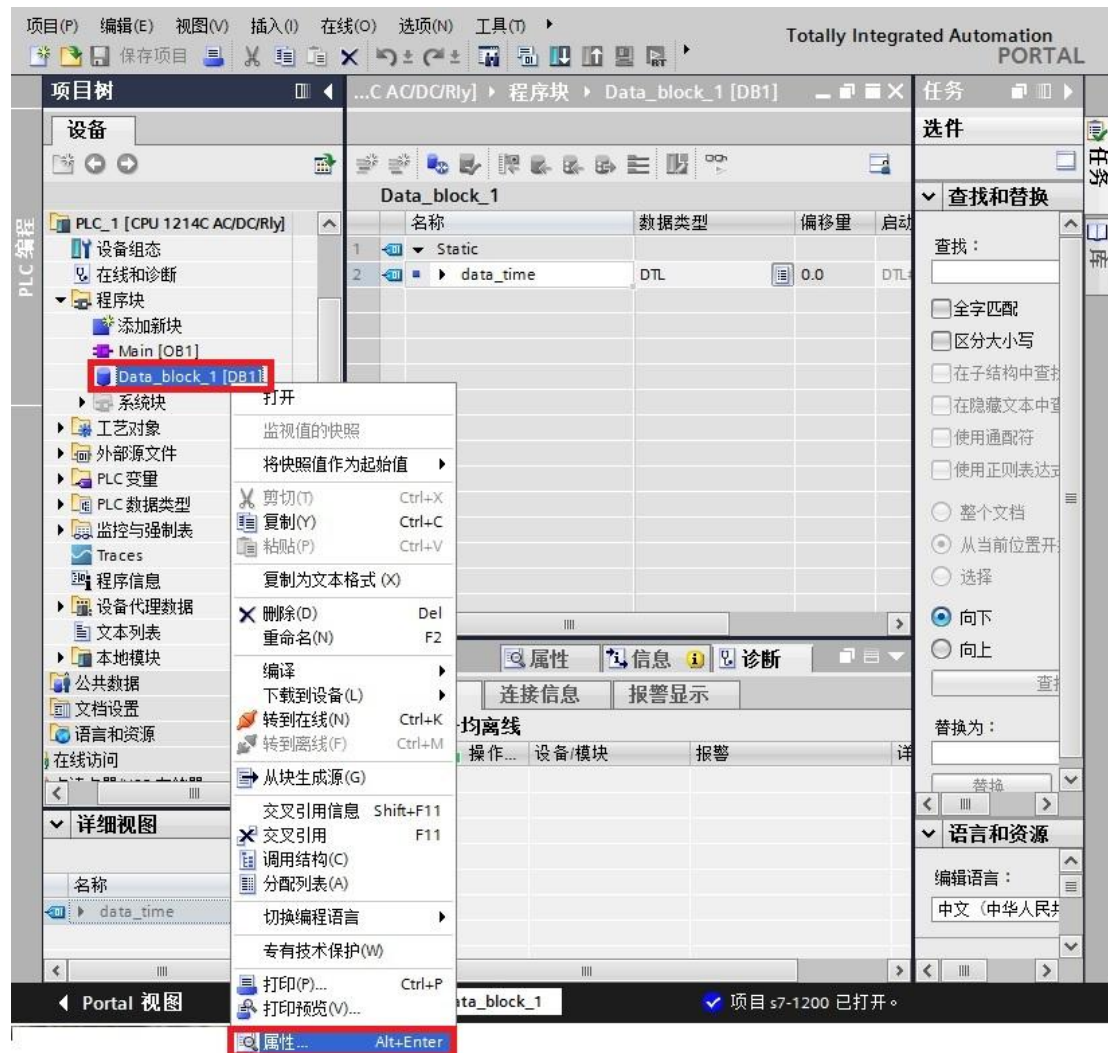 项目(P) 编辑(E) 视图(V) 插入(I) 在线(O) 选项(N) 工具(T)
Totally Integrated Automation
PORTAL
保存项目
项目树
...C AC/DC/Rly] 程序块 Data_block_1 [DB1]
任务
设备
选件
任务
库
PLC 编程
Data_block_1
查找和替换
PLC_1 [CPU 1214C AC/DC/Rly]
设备组态
在线和诊断
程序块
添加新块
Main [OB1]
Data_block_1 [DB1]
系统块
工艺对象
外部源文件
PLC 变量
PLC 数据类型
监控与强制表
Traces
程序信息
设备代理数据
文本列表
本地模块
公共数据
文档设置
语言和资源
在线访问
名称 数据类型 偏移量 启动
1 Static
2 data_time DTL 0.0 DTL#
查找：
全字匹配
区分大小写
在子结构中查找
在隐藏文本中查
使用通配符
使用正则表达式
整个文档
从当前位置开
选择
向下
向上
查找
替换为：
替换
语言和资源
编辑语言：
中文（中华人民共
打开
监视值的快照
将快照值作为起始值
剪切(T) Ctrl+X
复制(Y) Ctrl+C
粘贴(P) Ctrl+V
复制为文本格式 (X)
删除(D) Del
重命名(N) F2
编译
下载到设备(L)
转到在线(N) Ctrl+K
转到离线(F) Ctrl+M
从块生成源(G)
交叉引用信息 Shift+F11
交叉引用 F11
调用结构(C)
分配列表(A)
切换编程语言
专有技术保护(W)
打印(P)... Ctrl+P
打印预览(V)...
属性... Alt+Enter
属性 信息 诊断
连接信息 报警显示
均离线
操作... 设备/模块 报警 详
详细视图
名称
data_time
Portal 视图
ata_block_1
项目 s7-1200 已打开。